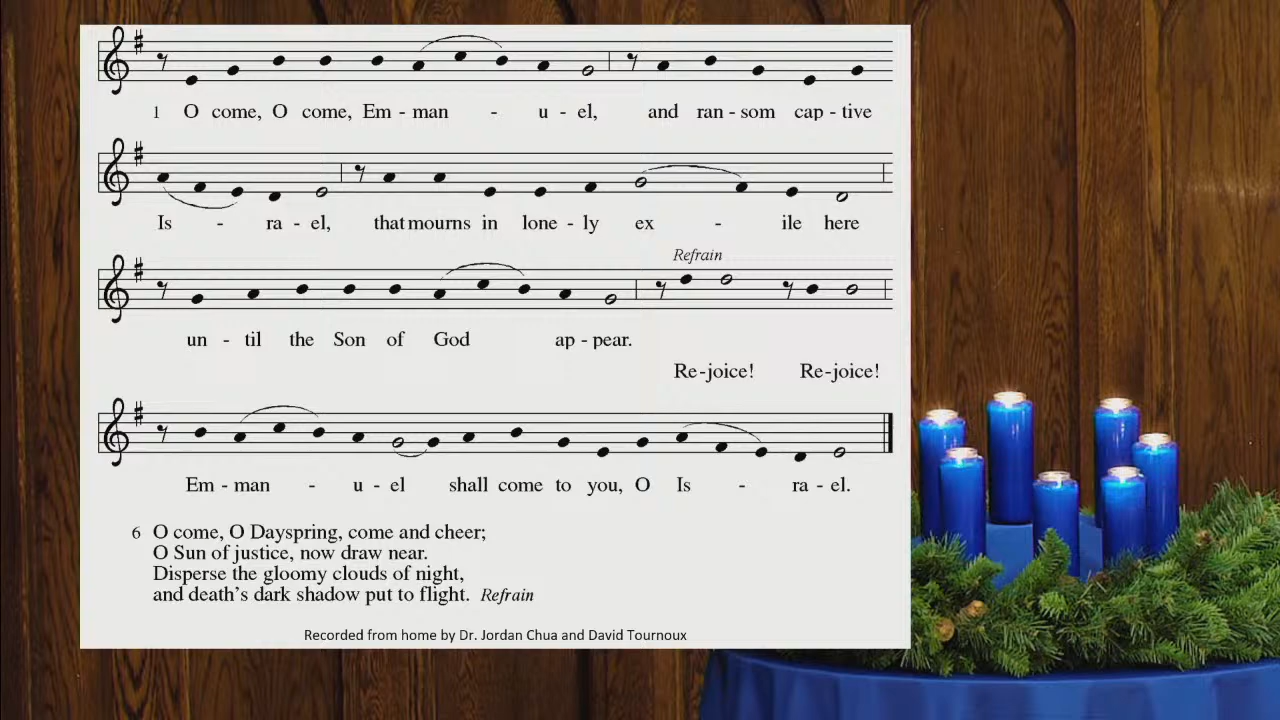 1 O come, O come, Em - man - u - el, and ran - som cap - tive
Is - ra - el, that mourns in lone - ly ex - ile here
Refrain
un - til the Son of God ap - pear.
Re - joice! Re - joice!
Em - man - u - el shall come to you, O Is - ra - el.
6 O come, O Dayspring, come and cheer;
O Sun of justice, now draw near.
Disperse the gloomy clouds of night,
and death's dark shadow put to flight. Refrain
Recorded from home by Dr. Jordan Chua and David Tournoux